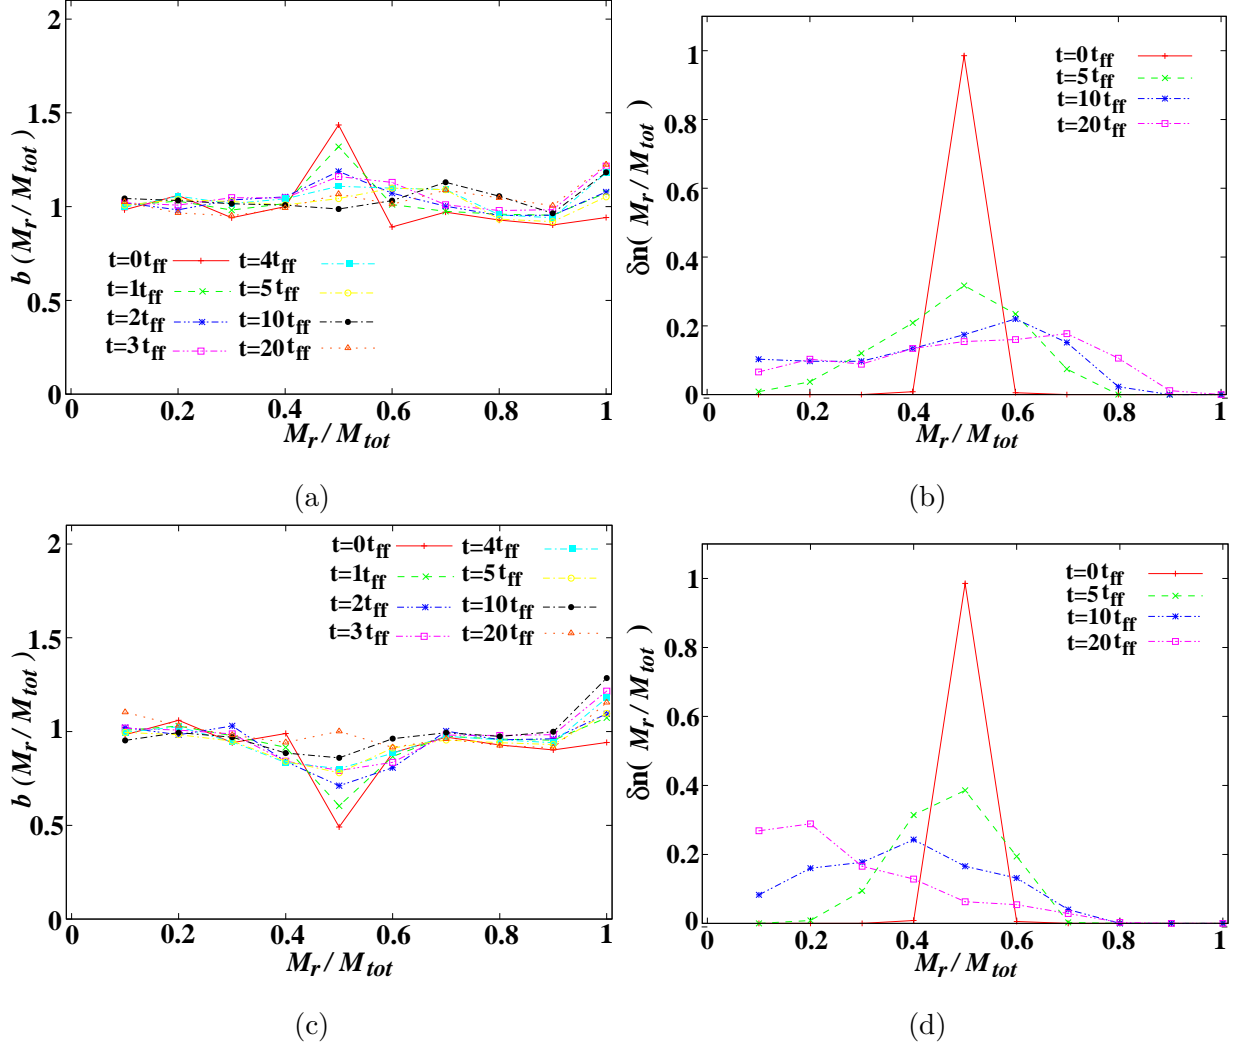 2
1.5
1
0.5
0
b (M_r / M_tot)
t=0t_ff t=4t_ff
t=1t_ff t=5t_ff
t=2t_ff t=10t_ff
t=3t_ff t=20t_ff
0 0.2 0.4 0.6 0.8 1
M_r / M_tot
(a)
1
0.8
0.6
0.4
0.2
0
δn( M_r / M_tot)
t=0t_ff
t=5t_ff
t=10t_ff
t=20t_ff
0 0.2 0.4 0.6 0.8 1
M_r / M_tot
(b)
2
1.5
1
0.5
0
b (M_r / M_tot)
t=0t_ff t=4t_ff
t=1t_ff t=5t_ff
t=2t_ff t=10t_ff
t=3t_ff t=20t_ff
0 0.2 0.4 0.6 0.8 1
M_r / M_tot
(c)
1
0.8
0.6
0.4
0.2
0
δn( M_r / M_tot)
t=0t_ff
t=5t_ff
t=10t_ff
t=20t_ff
0 0.2 0.4 0.6 0.8 1
M_r / M_tot
(d)